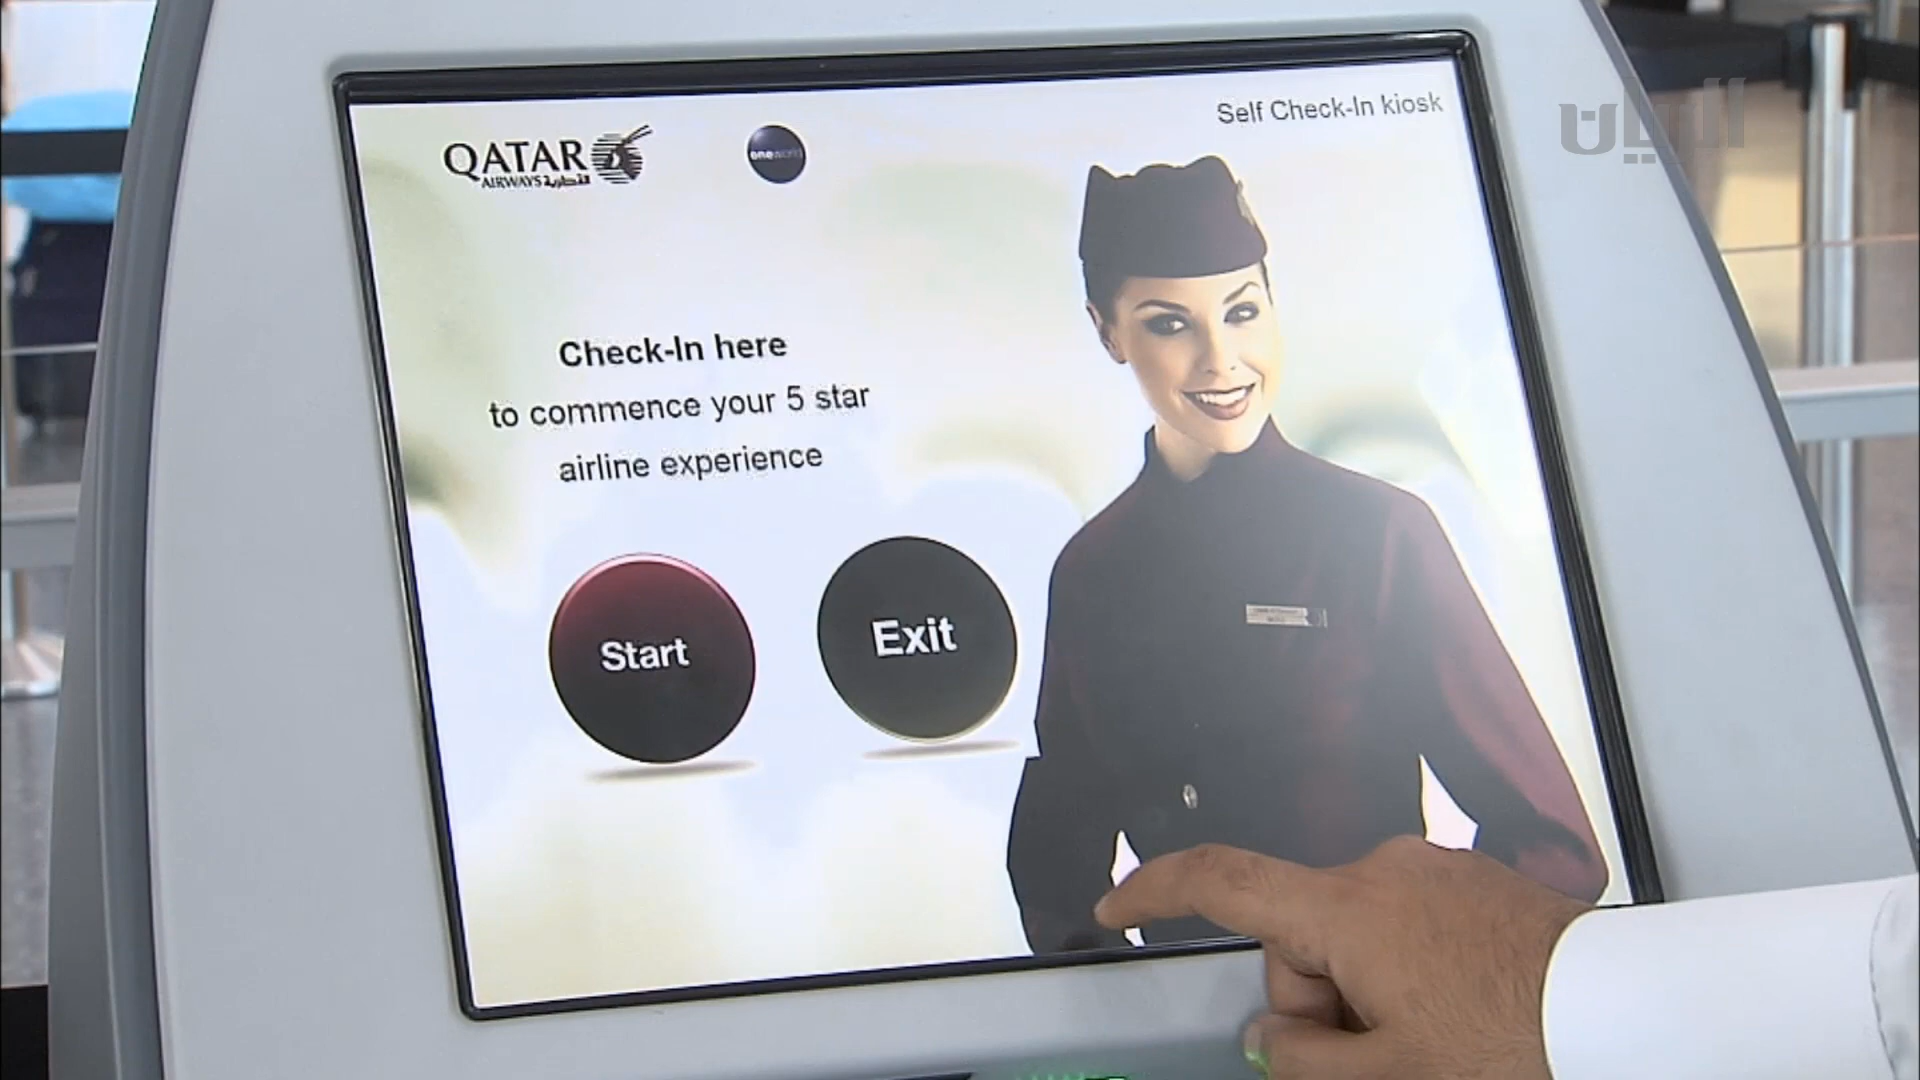 Self Check-In kiosk
الريان
QATAR
AIRWAYS القطرية
oneworld
Check-In here
to commence your 5 star
airline experience
Start
Exit